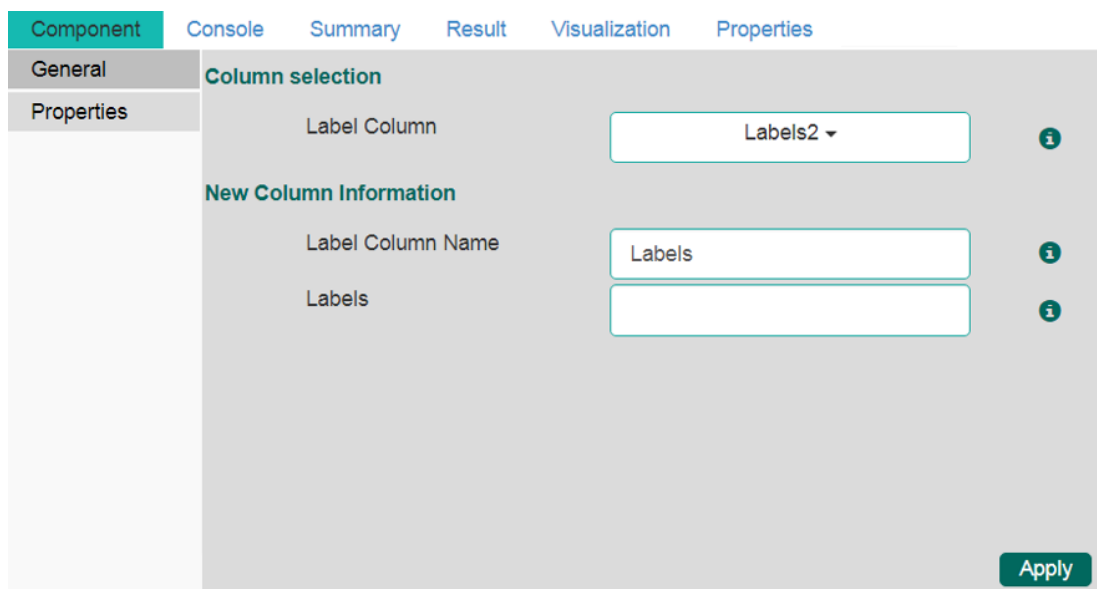 Component Console Summary Result Visualization Properties
General
Properties
Column selection
Label Column Labels2
New Column Information
Label Column Name Labels
Labels
Apply